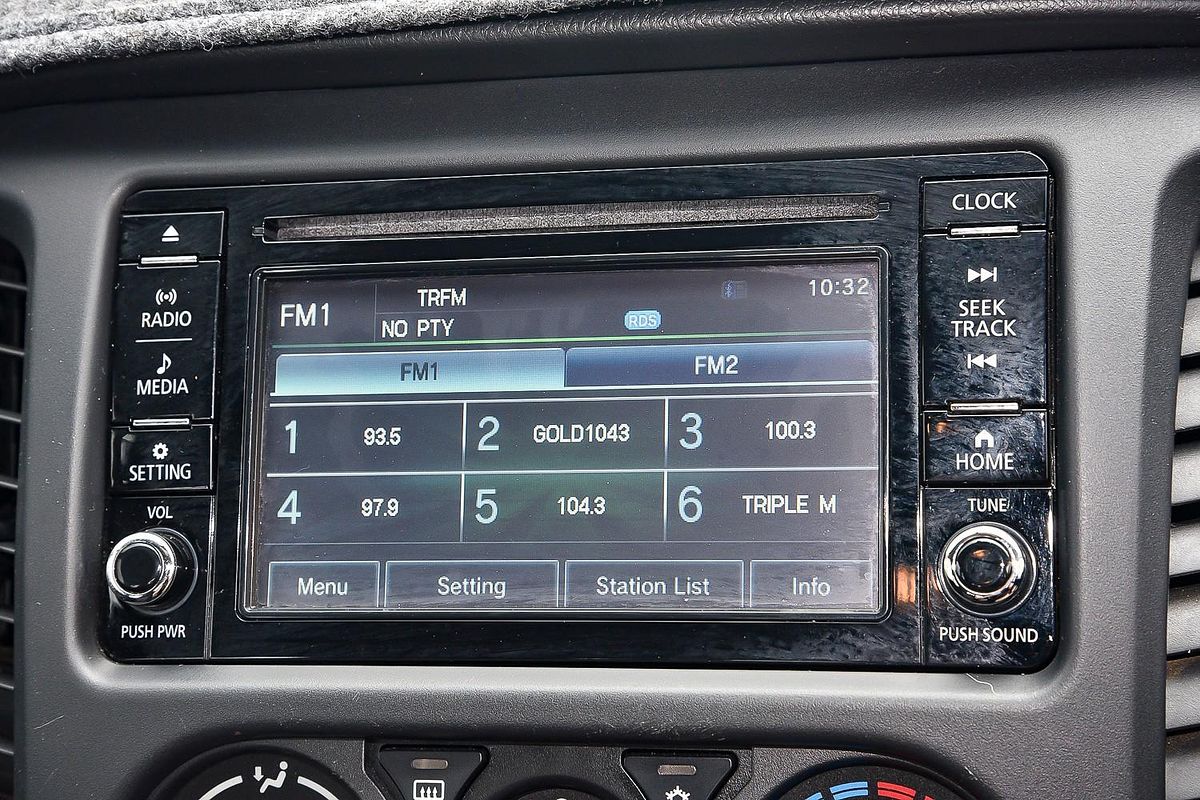 CLOCK
RADIO
MEDIA
SETTING
VOL
PUSH PWR
FM1 TRFM 10:32
NO PTY RDS
FM1 FM2
1 93.5 2 GOLD1043 3 100.3
4 97.9 5 104.3 6 TRIPLE M
Menu Setting Station List Info
SEEK
TRACK
HOME
TUNE
PUSH SOUND